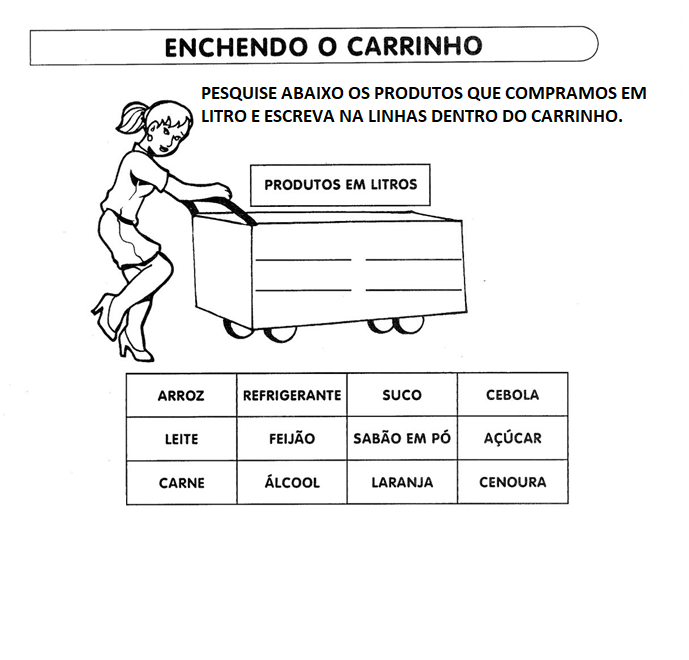 ENCHENDO O CARRINHO
PESQUISE ABAIXO OS PRODUTOS QUE COMPRAMOS EM
LITRO E ESCREVA NA LINHAS DENTRO DO CARRINHO.
PRODUTOS EM LITROS
ARROZ REFRIGERANTE SUCO CEBOLA
LEITE FEIJÃO SABÃO EM PÓ AÇÚCAR
CARNE ÁLCOOL LARANJA CENOURA